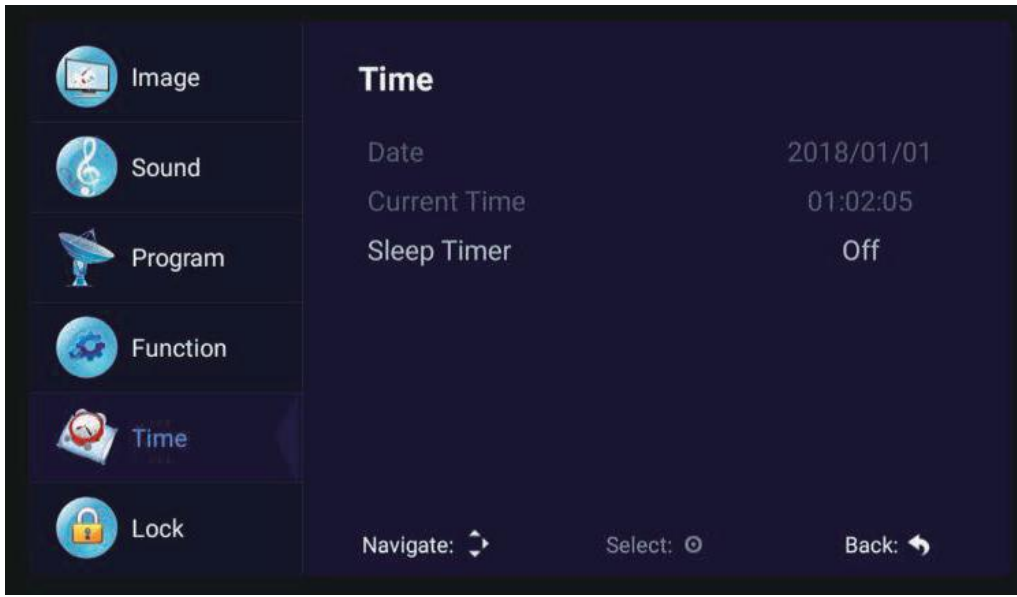 Image
Sound
Program
Function
Time
Lock
Time
Date 2018/01/01
Current Time 01:02:05
Sleep Timer Off
Navigate: Select: Back: